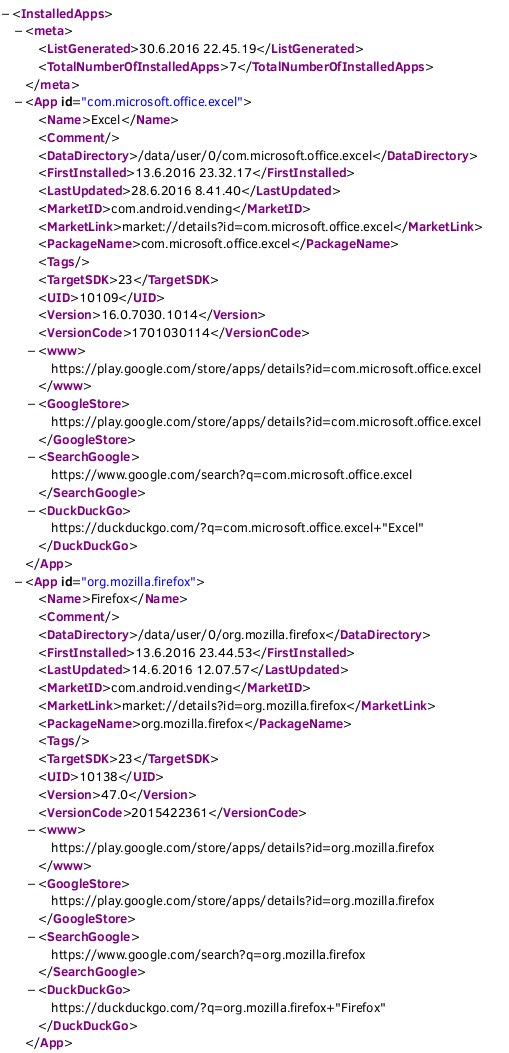 − <InstalledApps>
− <meta>
<ListGenerated>30.6.2016 22.45.19</ListGenerated>
<TotalNumberOfInstalledApps>7</TotalNumberOfInstalledApps>
</meta>
− <App id="com.microsoft.office.excel">
<Name>Excel</Name>
<Comment/>
<DataDirectory>/data/user/0/com.microsoft.office.excel</DataDirectory>
<FirstInstalled>13.6.2016 23.32.17</FirstInstalled>
<LastUpdated>28.6.2016 8.41.40</LastUpdated>
<MarketID>com.android.vending</MarketID>
<MarketLink>market://details?id=com.microsoft.office.excel</MarketLink>
<PackageName>com.microsoft.office.excel</PackageName>
<Tags/>
<TargetSDK>23</TargetSDK>
<UID>10109</UID>
<Version>16.0.7030.1014</Version>
<VersionCode>1701030114</VersionCode>
− <www>
https://play.google.com/store/apps/details?id=com.microsoft.office.excel
</www>
− <GoogleStore>
https://play.google.com/store/apps/details?id=com.microsoft.office.excel
</GoogleStore>
− <SearchGoogle>
https://www.google.com/search?q=com.microsoft.office.excel
</SearchGoogle>
− <DuckDuckGo>
https://duckduckgo.com/?q=com.microsoft.office.excel+"Excel"
</DuckDuckGo>
</App>
− <App id="org.mozilla.firefox">
<Name>Firefox</Name>
<Comment/>
<DataDirectory>/data/user/0/org.mozilla.firefox</DataDirectory>
<FirstInstalled>13.6.2016 23.44.53</FirstInstalled>
<LastUpdated>14.6.2016 12.07.57</LastUpdated>
<MarketID>com.android.vending</MarketID>
<MarketLink>market://details?id=org.mozilla.firefox</MarketLink>
<PackageName>org.mozilla.firefox</PackageName>
<Tags/>
<TargetSDK>23</TargetSDK>
<UID>10138</UID>
<Version>47.0</Version>
<VersionCode>2015422361</VersionCode>
− <www>
https://play.google.com/store/apps/details?id=org.mozilla.firefox
</www>
− <GoogleStore>
https://play.google.com/store/apps/details?id=org.mozilla.firefox
</GoogleStore>
− <SearchGoogle>
https://www.google.com/search?q=org.mozilla.firefox
</SearchGoogle>
− <DuckDuckGo>
https://duckduckgo.com/?q=org.mozilla.firefox+"Firefox"
</DuckDuckGo>
</App>